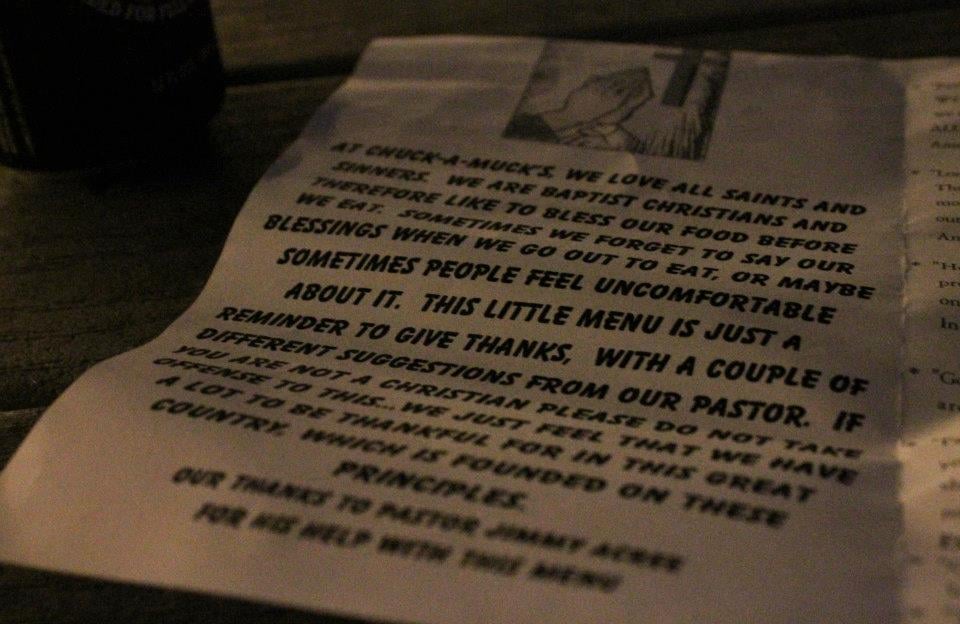 AT CHUCK-A-MUCK'S, WE LOVE ALL SAINTS AND
SINNERS. WE ARE BAPTIST CHRISTIANS AND
THEREFORE LIKE TO BLESS OUR FOOD BEFORE
WE EAT. SOMETIMES WE FORGET TO SAY OUR
BLESSINGS WHEN WE GO OUT TO EAT, OR MAYBE
SOMETIMES PEOPLE FEEL UNCOMFORTABLE
ABOUT IT. THIS LITTLE MENU IS JUST A
REMINDER TO GIVE THANKS, WITH A COUPLE OF
DIFFERENT SUGGESTIONS FROM OUR PASTOR. IF
YOU ARE NOT A CHRISTIAN PLEASE DO NOT TAKE
OFFENSE TO THIS... WE JUST FEEL THAT WE HAVE
A LOT TO BE THANKFUL FOR IN THIS GREAT
COUNTRY, WHICH IS FOUNDED ON THESE
PRINCIPLES.
OUR THANKS TO PASTOR JIMMY
FOR HIS HELP WITH THIS MENU
In